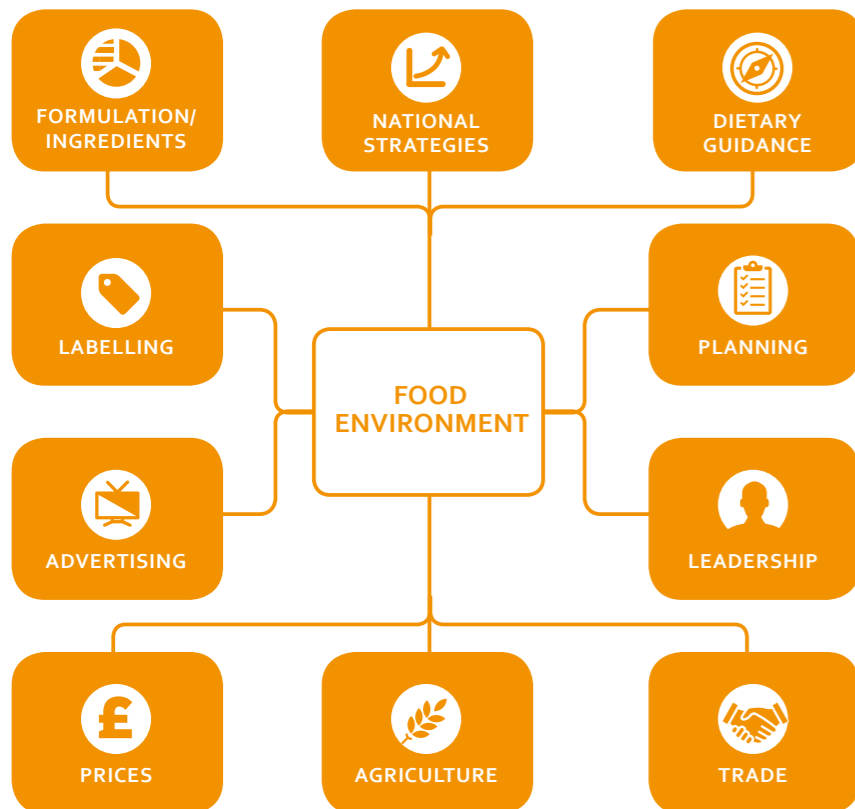 FORMULATION/
INGREDIENTS
NATIONAL
STRATEGIES
DIETARY
GUIDANCE
LABELLING
PLANNING
FOOD
ENVIRONMENT
ADVERTISING
LEADERSHIP
£
PRICES
AGRICULTURE
TRADE